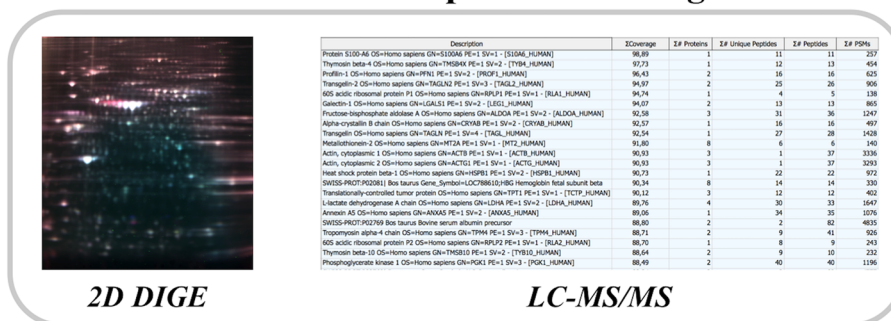 Description ΣCoverage Σ# Proteins Σ# Unique Peptides Σ# Peptides Σ# PSMs
Protein S100-A6 OS=Homo sapiens GN=S100A6 PE=1 SV=1 - [S10A6_HUMAN] 98,89 1 11 11 257
Thymosin beta-4 OS=Homo sapiens GN=TMSB4X PE=1 SV=2 - [TYB4_HUMAN] 97,73 1 12 13 454
Profilin-1 OS=Homo sapiens GN=PFN1 PE=1 SV=2 - [PROF1_HUMAN] 96,43 2 16 16 625
Transgelin-2 OS=Homo sapiens GN=TAGLN2 PE=1 SV=3 - [TAGL2_HUMAN] 94,97 2 25 26 906
60S acidic ribosomal protein P1 OS=Homo sapiens GN=RPLP1 PE=1 SV=1 - [RLA1_HUMAN] 94,74 1 4 5 138
Galectin-1 OS=Homo sapiens GN=LGALS1 PE=1 SV=2 - [LEG1_HUMAN] 94,07 2 13 13 865
Fructose-bisphosphate aldolase A OS=Homo sapiens GN=ALDOA PE=1 SV=2 - [ALDOA_HUMAN] 92,58 3 31 36 1247
Alpha-crystallin B chain OS=Homo sapiens GN=CRYAB PE=1 SV=2 - [CRYAB_HUMAN] 92,57 1 16 16 497
Transgelin OS=Homo sapiens GN=TAGLN PE=1 SV=4 - [TAGL_HUMAN] 92,54 1 27 28 1428
Metallothionein-2 OS=Homo sapiens GN=MT2A PE=1 SV=1 - [MT2_HUMAN] 91,80 8 6 6 140
Actin, cytoplasmic 1 OS=Homo sapiens GN=ACTB PE=1 SV=1 - [ACTB_HUMAN] 90,93 3 1 37 3336
Actin, cytoplasmic 2 OS=Homo sapiens GN=ACTG1 PE=1 SV=1 - [ACTG_HUMAN] 90,93 3 1 37 3293
Heat shock protein beta-1 OS=Homo sapiens GN=HSPB1 PE=1 SV=2 - [HSPB1_HUMAN] 90,73 1 22 22 972
SWISS-PROT:P02081| Bos taurus Gene_Symbol=LOC788610;HBG Hemoglobin fetal subunit beta 90,34 8 14 14 330
Translationally-controlled tumor protein OS=Homo sapiens GN=TPT1 PE=1 SV=1 - [TCTP_HUMAN] 90,12 3 12 12 402
L-lactate dehydrogenase A chain OS=Homo sapiens GN=LDHA PE=1 SV=2 - [LDHA_HUMAN] 89,76 4 30 33 1647
Annexin A5 OS=Homo sapiens GN=ANXA5 PE=1 SV=2 - [ANXA5_HUMAN] 89,06 1 34 35 1076
SWISS-PROT:P02769 Bos taurus Bovine serum albumin precursor 88,80 2 2 82 4835
Tropomyosin alpha-4 chain OS=Homo sapiens GN=TPM4 PE=1 SV=3 - [TPM4_HUMAN] 88,71 2 9 41 926
60S acidic ribosomal protein P2 OS=Homo sapiens GN=RPLP2 PE=1 SV=1 - [RLA2_HUMAN] 88,70 1 8 9 243
Thymosin beta-10 OS=Homo sapiens GN=TMSB10 PE=1 SV=2 - [TYB10_HUMAN] 88,64 2 9 10 232
Phosphoglycerate kinase 1 OS=Homo sapiens GN=PGK1 PE=1 SV=3 - [PGK1_HUMAN] 88,49 2 40 40 1196
2D DIGE
LC-MS/MS